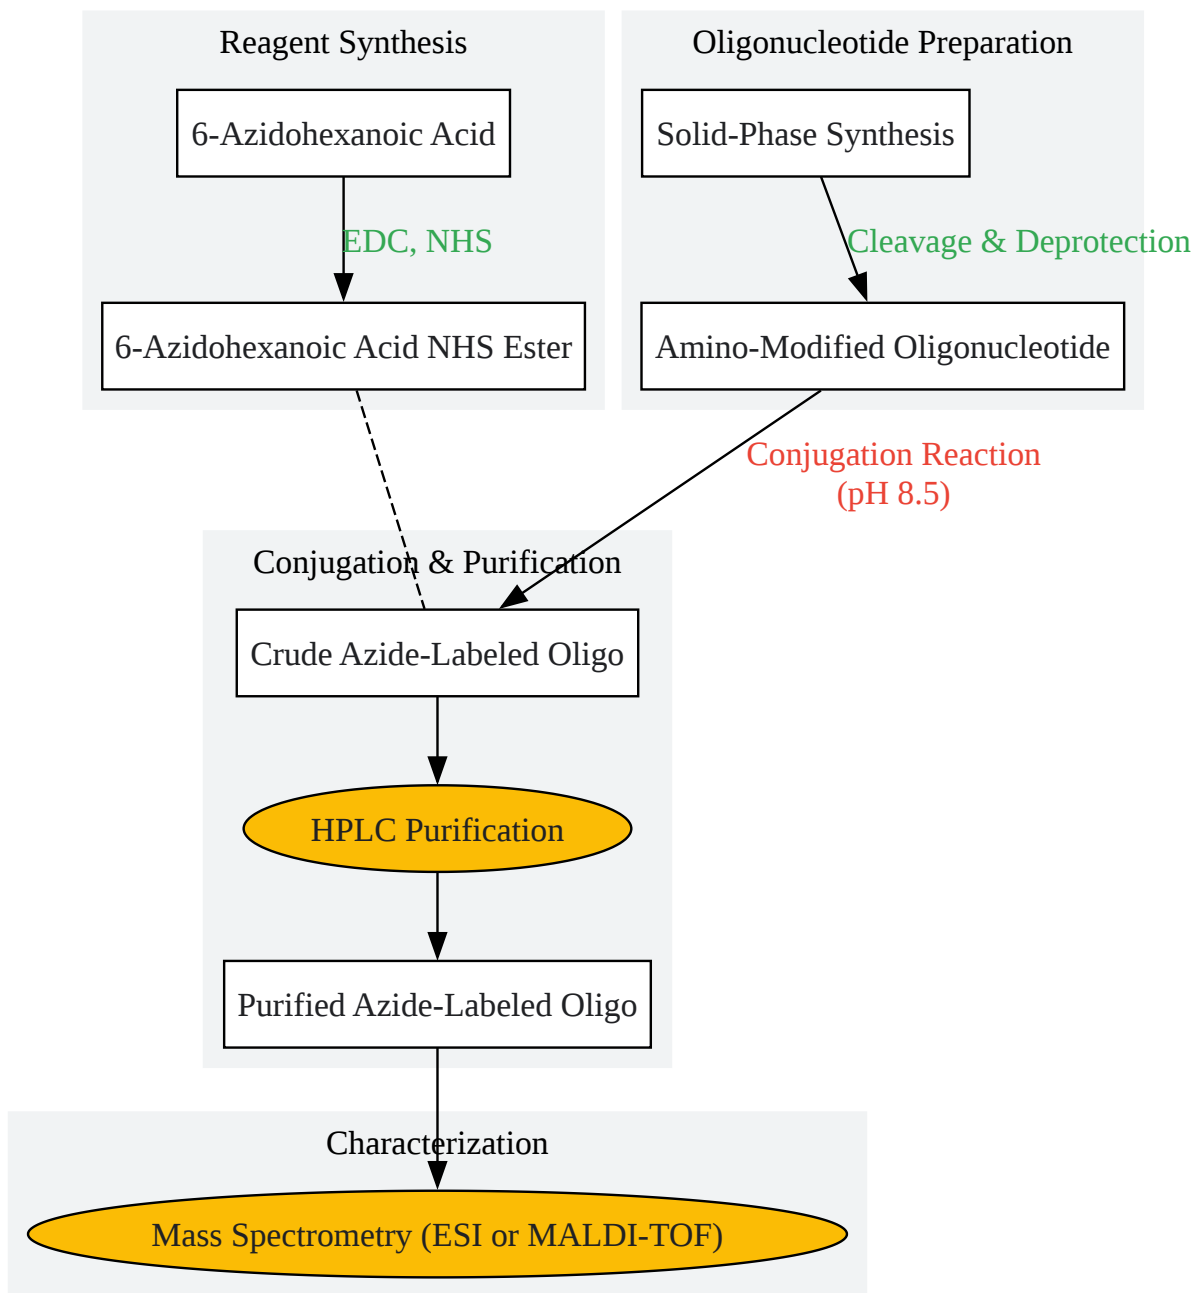 Reagent Synthesis
6-Azidohexanoic Acid
EDC, NHS
6-Azidohexanoic Acid NHS Ester
Oligonucleotide Preparation
Solid-Phase Synthesis
Cleavage & Deprotection
Amino-Modified Oligonucleotide
Conjugation Reaction
(pH 8.5)
Conjugation & Purification
Crude Azide-Labeled Oligo
HPLC Purification
Purified Azide-Labeled Oligo
Characterization
Mass Spectrometry (ESI or MALDI-TOF)